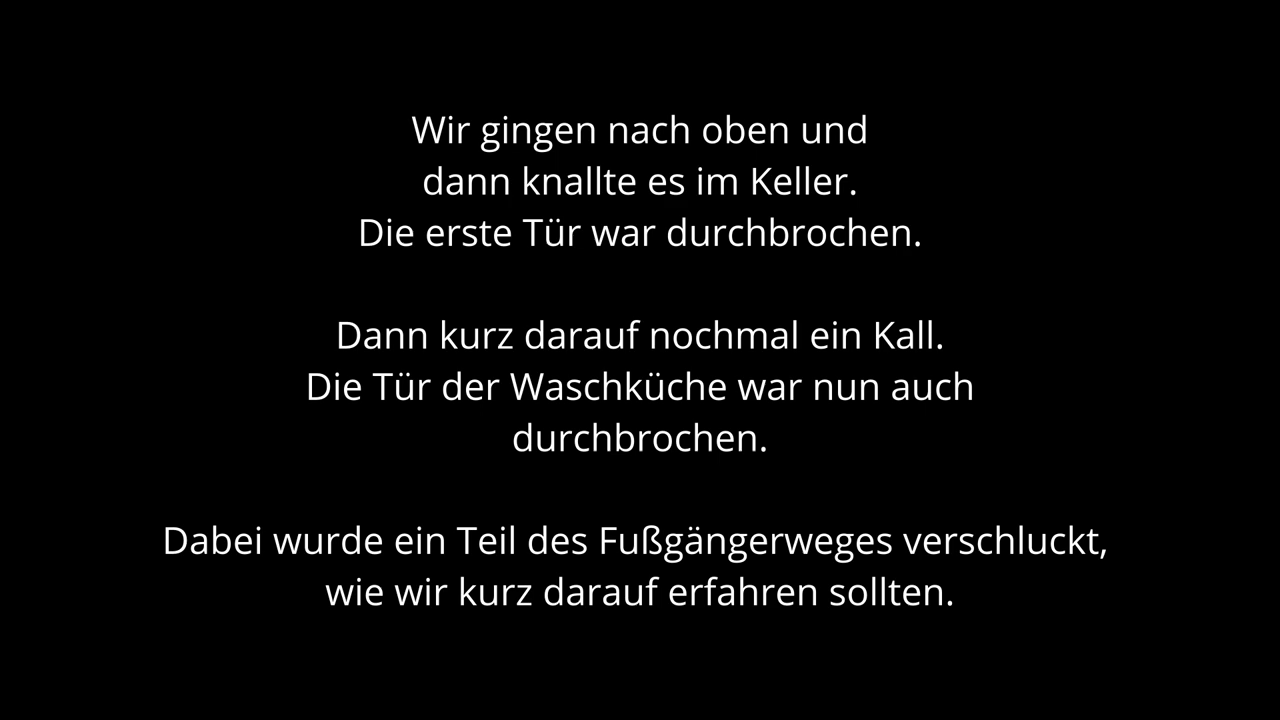 Wir gingen nach oben und
dann knallte es im Keller.
Die erste Tür war durchbrochen.
Dann kurz darauf nochmal ein Kall.
Die Tür der Waschküche war nun auch
durchbrochen.
Dabei wurde ein Teil des Fußgängerweges verschluckt,
wie wir kurz darauf erfahren sollten.